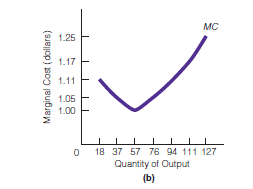 MC
Marginal Cost (dollars)
1.25
1.17
1.11
1.05
1.00
0 18 37 57 76 94 111 127
Quantity of Output
(b)